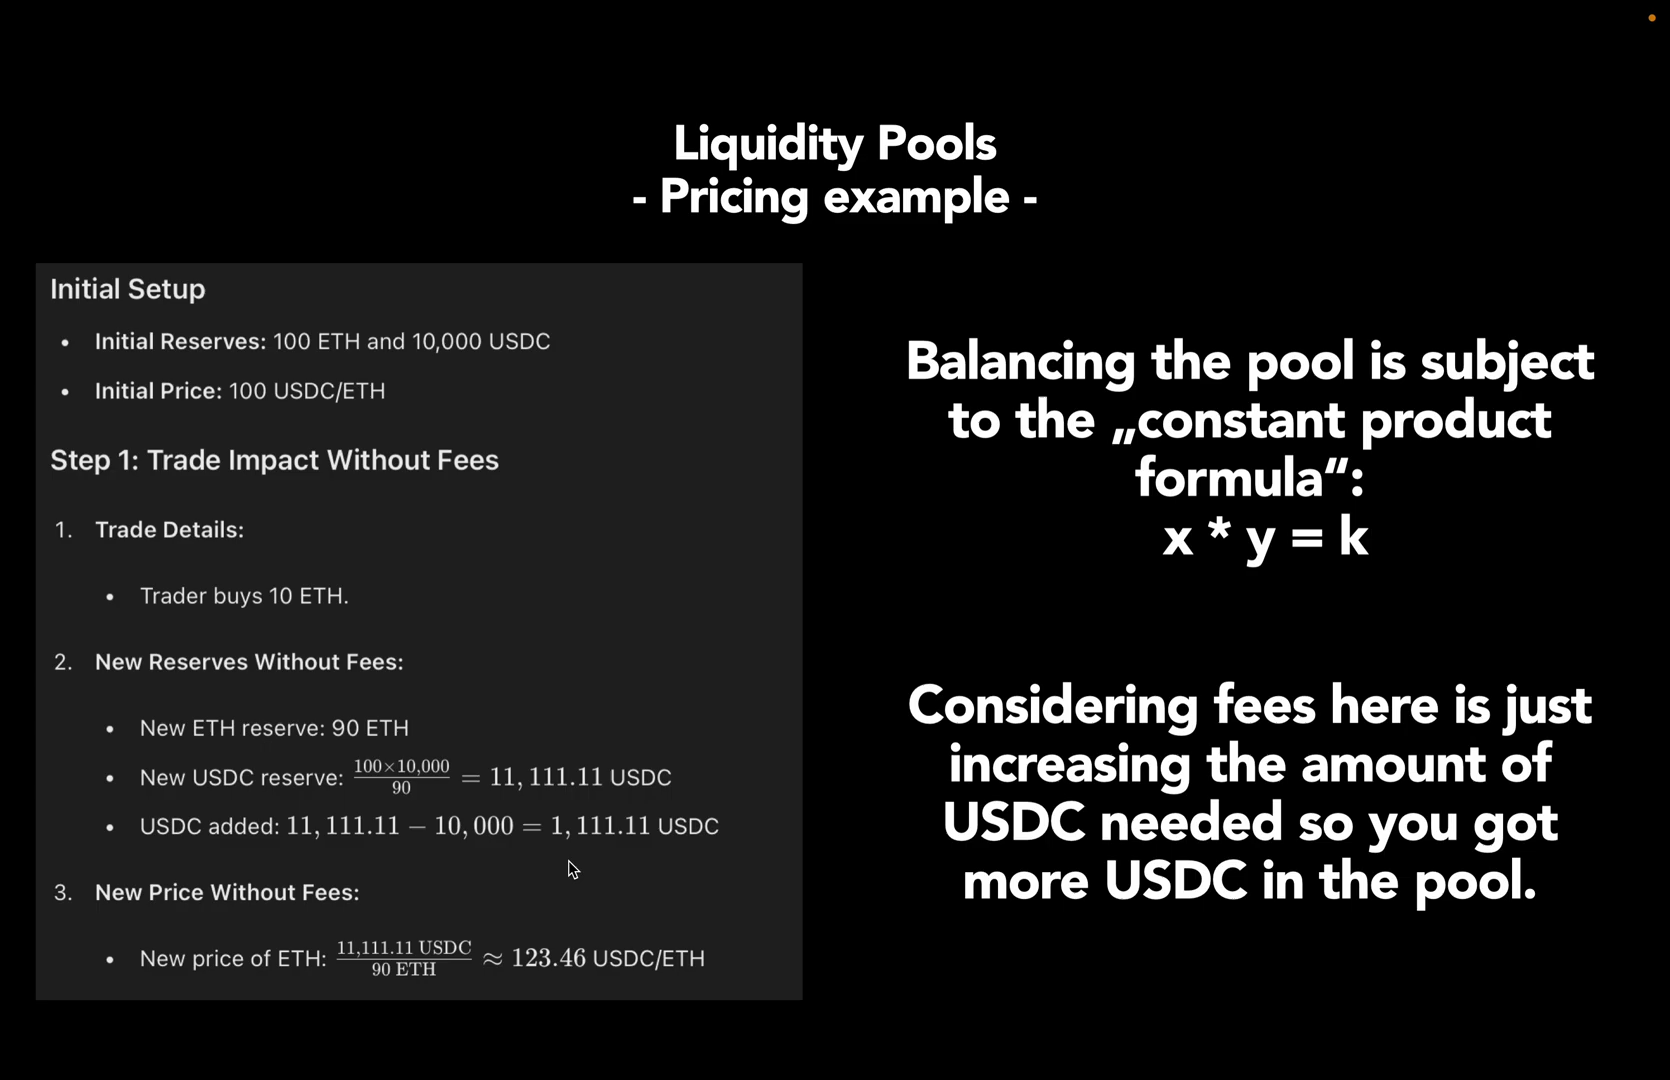 Liquidity Pools
- Pricing example -
Initial Setup
• Initial Reserves: 100 ETH and 10,000 USDC
• Initial Price: 100 USDC/ETH
Step 1: Trade Impact Without Fees
1. Trade Details:
• Trader buys 10 ETH.
2. New Reserves Without Fees:
• New ETH reserve: 90 ETH
• New USDC reserve: 100×10,000/90 = 11,111.11 USDC
• USDC added: 11,111.11 − 10,000 = 1,111.11 USDC
3. New Price Without Fees:
• New price of ETH: 11,111.11 USDC/90 ETH ≈ 123.46 USDC/ETH
Balancing the pool is subject
to the „constant product
formula“:
x * y = k
Considering fees here is just
increasing the amount of
USDC needed so you got
more USDC in the pool.